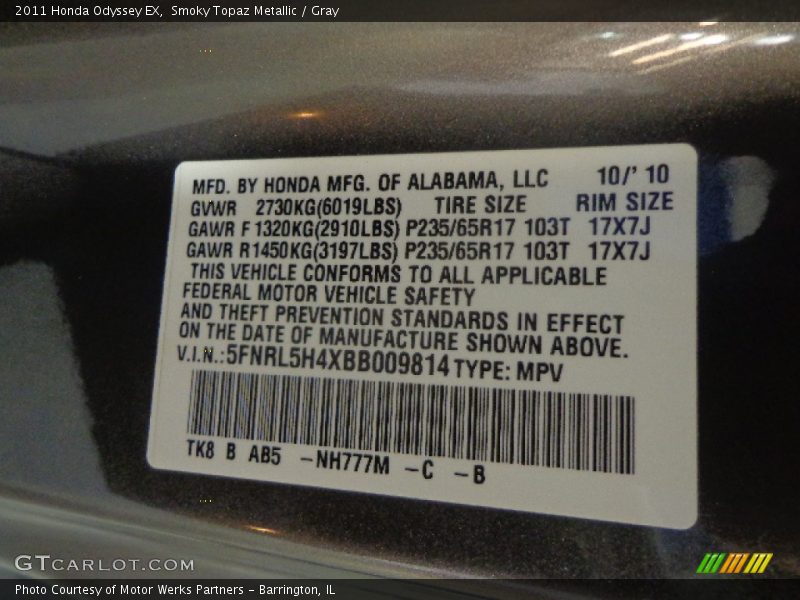 2011 Honda Odyssey EX, Smoky Topaz Metallic / Gray
MFD. BY HONDA MFG. OF ALABAMA, LLC 10/' 10
GVWR 2730KG(6019LBS) TIRE SIZE RIM SIZE
GAWR F 1320KG(2910LBS) P235/65R17 103T 17X7J
GAWR R1450KG(3197LBS) P235/65R17 103T 17X7J
THIS VEHICLE CONFORMS TO ALL APPLICABLE
FEDERAL MOTOR VEHICLE SAFETY
AND THEFT PREVENTION STANDARDS IN EFFECT
ON THE DATE OF MANUFACTURE SHOWN ABOVE.
V.I.N.:5FNRL5H4XBB009814 TYPE: MPV
TK8 B AB5 -NH777M -C -B
GTCARLOT.COM
Photo Courtesy of Motor Werks Partners - Barrington, IL